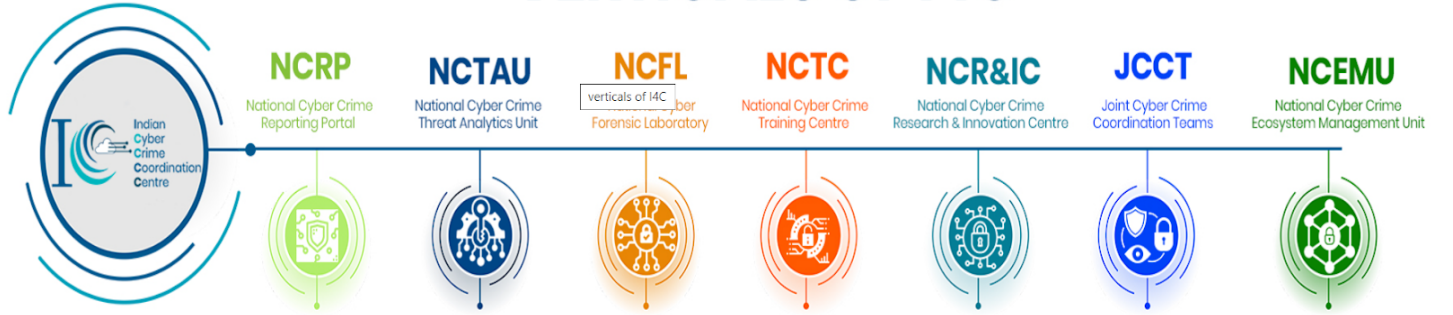 Indian
Cyber
Crime
Coordination
Centre
NCRP
National Cyber Crime
Reporting Portal
NCTAU
National Cyber Crime
Threat Analytics Unit
NCFL
verticals of I4C
Forensic Laboratory
NCTC
National Cyber Crime
Training Centre
NCR&IC
National Cyber Crime
Research & Innovation Centre
JCCT
Joint Cyber Crime
Coordination Teams
NCEMU
National Cyber Crime
Ecosystem Management Unit